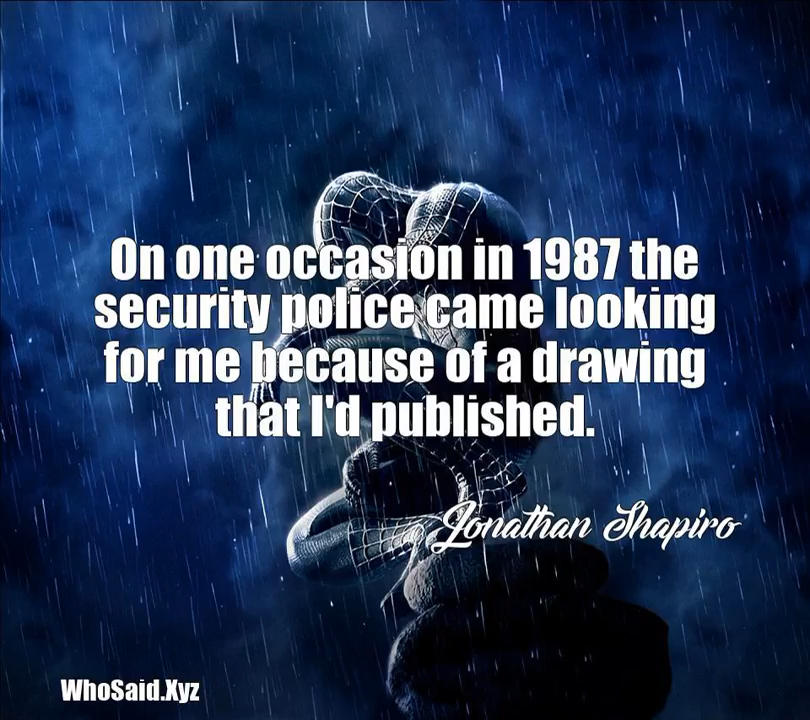 On one occasion in 1987 the
security police came looking
for me because of a drawing
that I'd published.
Jonathan Shapiro
WhoSaid.Xyz